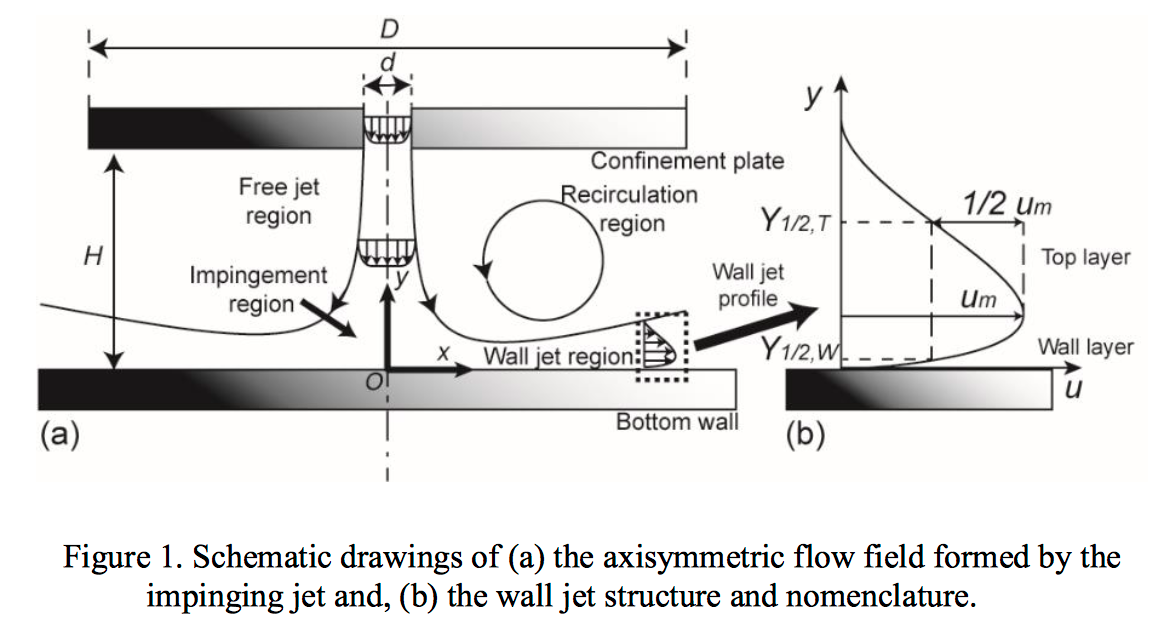 D
d
Confinement plate
Free jet
region
Recirculation
region
H
Impingement
region
y
x
Wall jet region
O
Bottom wall
(a)
Wall jet
profile
y
Y1/2,T
1/2 um
Top layer
um
Y1/2,W
Wall layer
u
(b)
Figure 1. Schematic drawings of (a) the axisymmetric flow field formed by the
impinging jet and, (b) the wall jet structure and nomenclature.